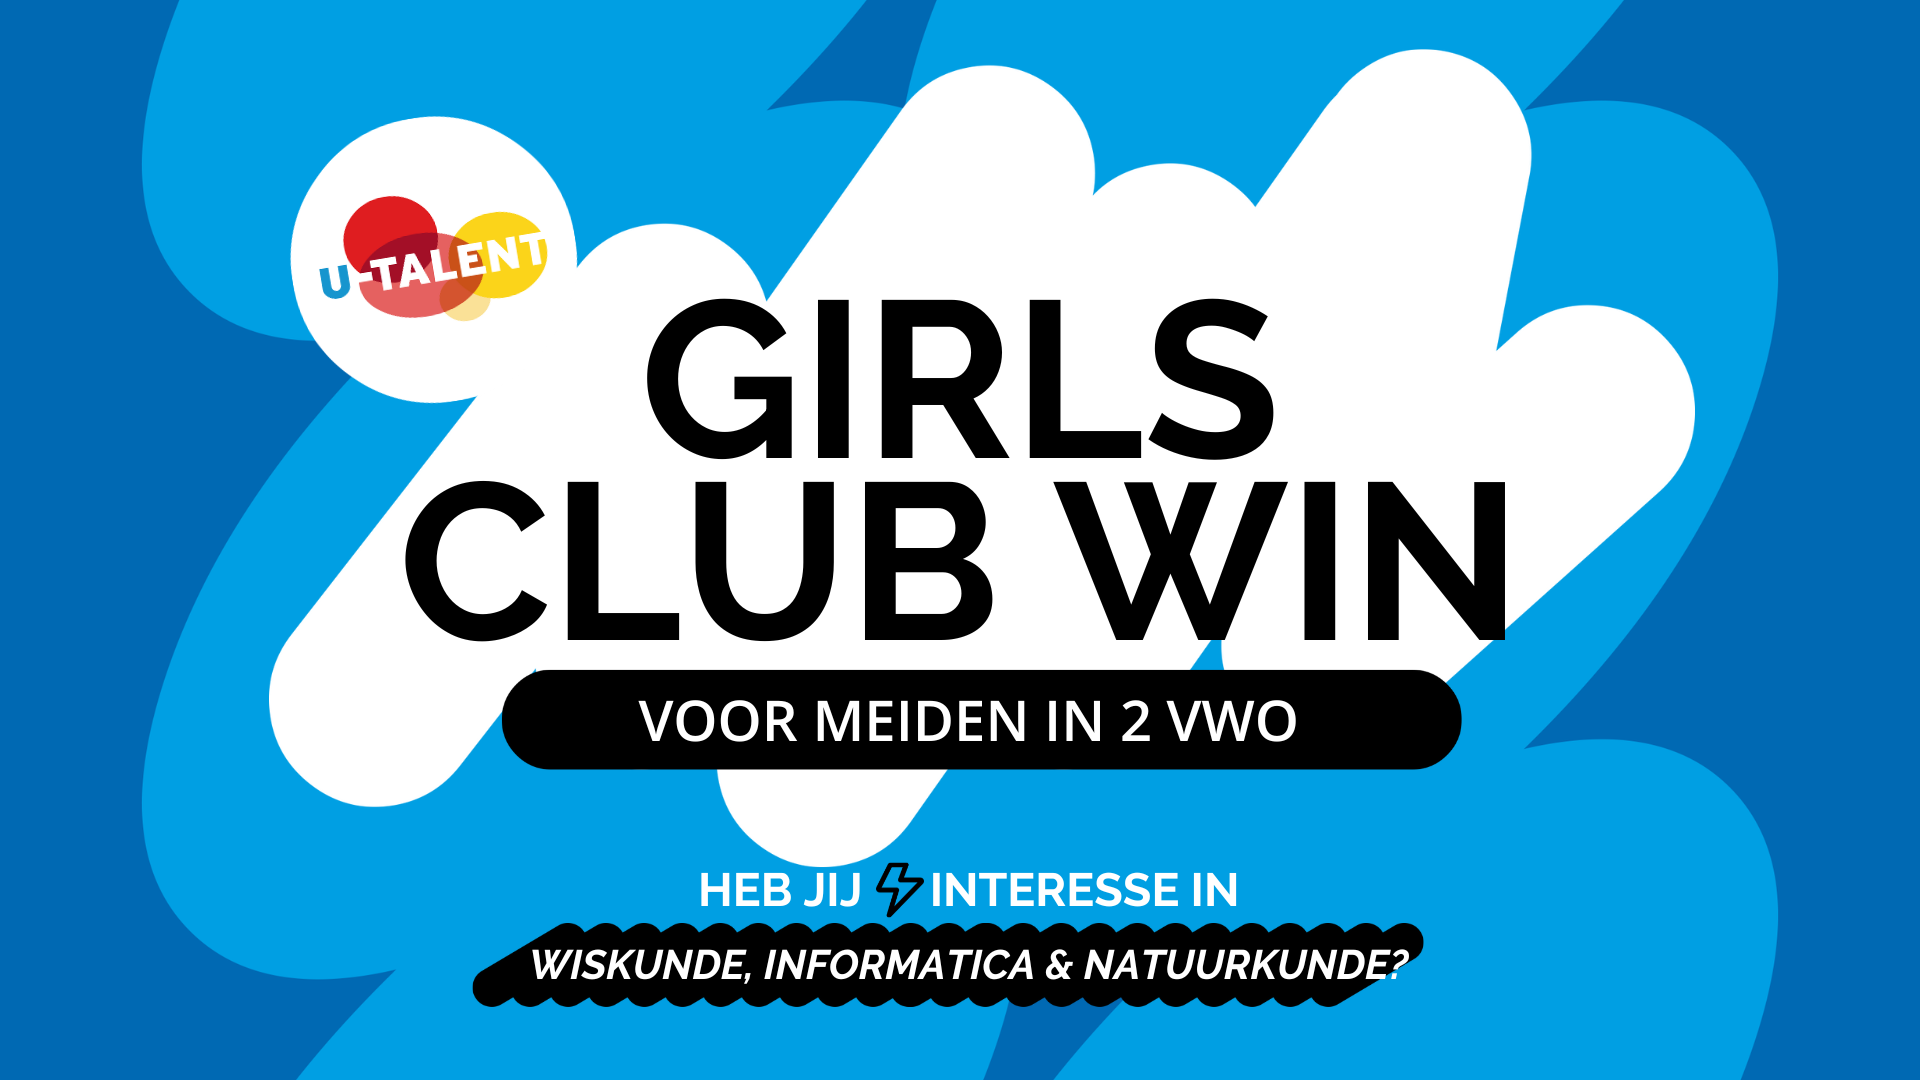 U-TALENT
GIRLS
CLUB WIN
VOOR MEIDEN IN 2 VWO
HEB JIJ INTERESSE IN
WISKUNDE, INFORMATICA & NATUURKUNDE?